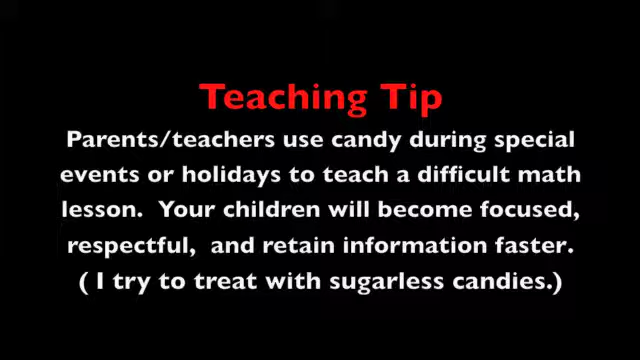 Teaching Tip
Parents/teachers use candy during special
events or holidays to teach a difficult math
lesson.  Your children will become focused,
respectful,  and retain information faster.
( I try to treat with sugarless candies.)